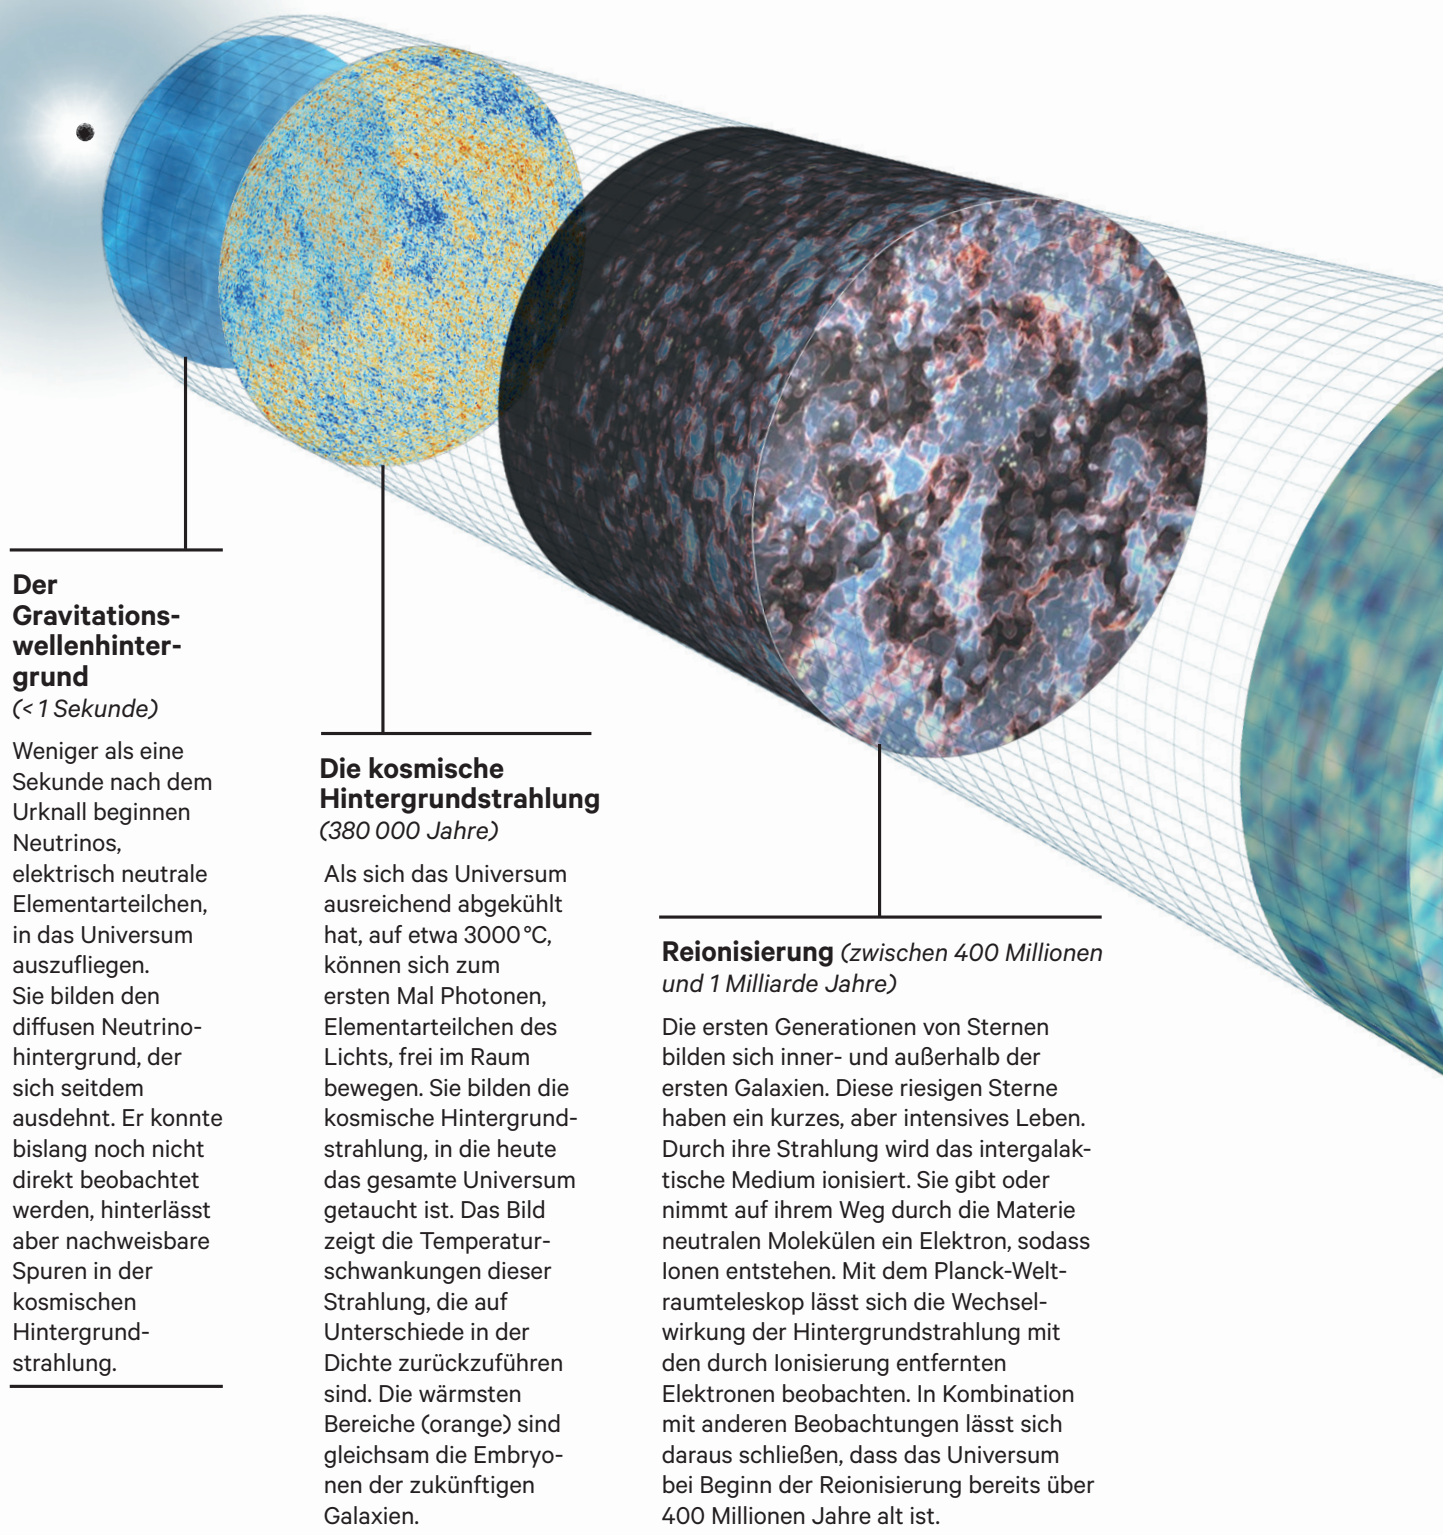 Der
Gravitations-
wellenhinter-
grund
(< 1 Sekunde)
Weniger als eine
Sekunde nach dem
Urknall beginnen
Neutrinos,
elektrisch neutrale
Elementarteilchen,
in das Universum
auszufliegen.
Sie bilden den
diffusen Neutrino-
hintergrund, der
sich seitdem
ausdehnt. Er konnte
bislang noch nicht
direkt beobachtet
werden, hinterlässt
aber nachweisbare
Spuren in der
kosmischen
Hintergrund-
strahlung.
Die kosmische
Hintergrundstrahlung
(380 000 Jahre)
Als sich das Universum
ausreichend abgekühlt
hat, auf etwa 3000 °C,
können sich zum
ersten Mal Photonen,
Elementarteilchen des
Lichts, frei im Raum
bewegen. Sie bilden die
kosmische Hintergrund-
strahlung, in die heute
das gesamte Universum
getaucht ist. Das Bild
zeigt die Temperatur-
schwankungen dieser
Strahlung, die auf
Unterschiede in der
Dichte zurückzuführen
sind. Die wärmsten
Bereiche (orange) sind
gleichsam die Embryo-
nen der zukünftigen
Galaxien.
Reionisierung (zwischen 400 Millionen
und 1 Milliarde Jahre)
Die ersten Generationen von Sternen
bilden sich inner- und außerhalb der
ersten Galaxien. Diese riesigen Sterne
haben ein kurzes, aber intensives Leben.
Durch ihre Strahlung wird das intergalak-
tische Medium ionisiert. Sie gibt oder
nimmt auf ihrem Weg durch die Materie
neutralen Molekülen ein Elektron, sodass
Ionen entstehen. Mit dem Planck-Welt-
raumteleskop lässt sich die Wechsel-
wirkung der Hintergrundstrahlung mit
den durch Ionisierung entfernten
Elektronen beobachten. In Kombination
mit anderen Beobachtungen lässt sich
daraus schließen, dass das Universum
bei Beginn der Reionisierung bereits über
400 Millionen Jahre alt ist.